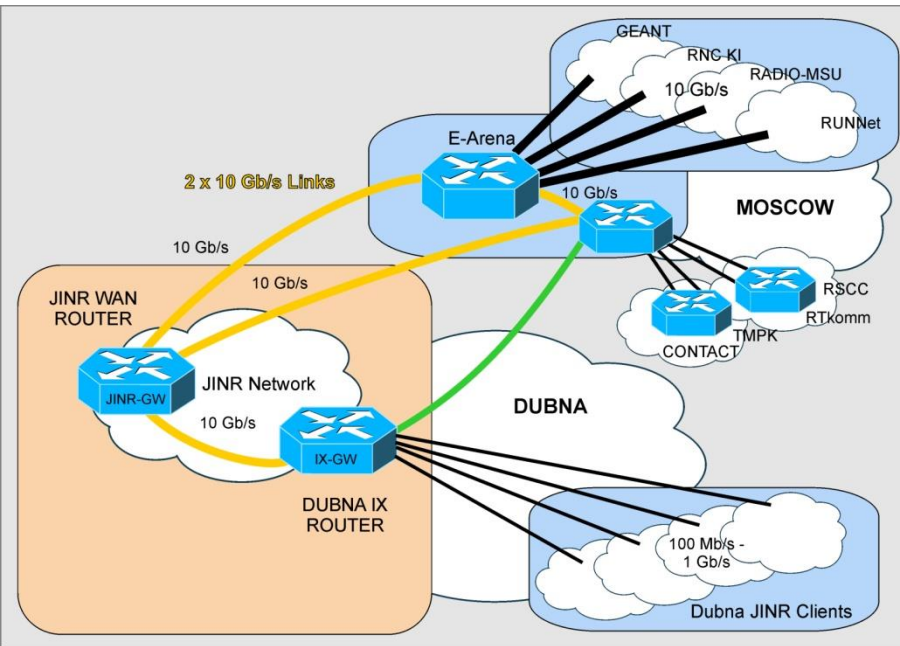 GEANT
RNC KI
RADIO-MSU
10 Gb/s
RUNNet
E-Arena
2 x 10 Gb/s Links
10 Gb/s
MOSCOW
10 Gb/s
10 Gb/s
JINR WAN
ROUTER
RSCC
RTkomm
TMPK
CONTACT
JINR Network
JINR-GW
10 Gb/s
DUBNA
IX-GW
DUBNA IX
ROUTER
100 Mb/s -
1 Gb/s
Dubna JINR Clients